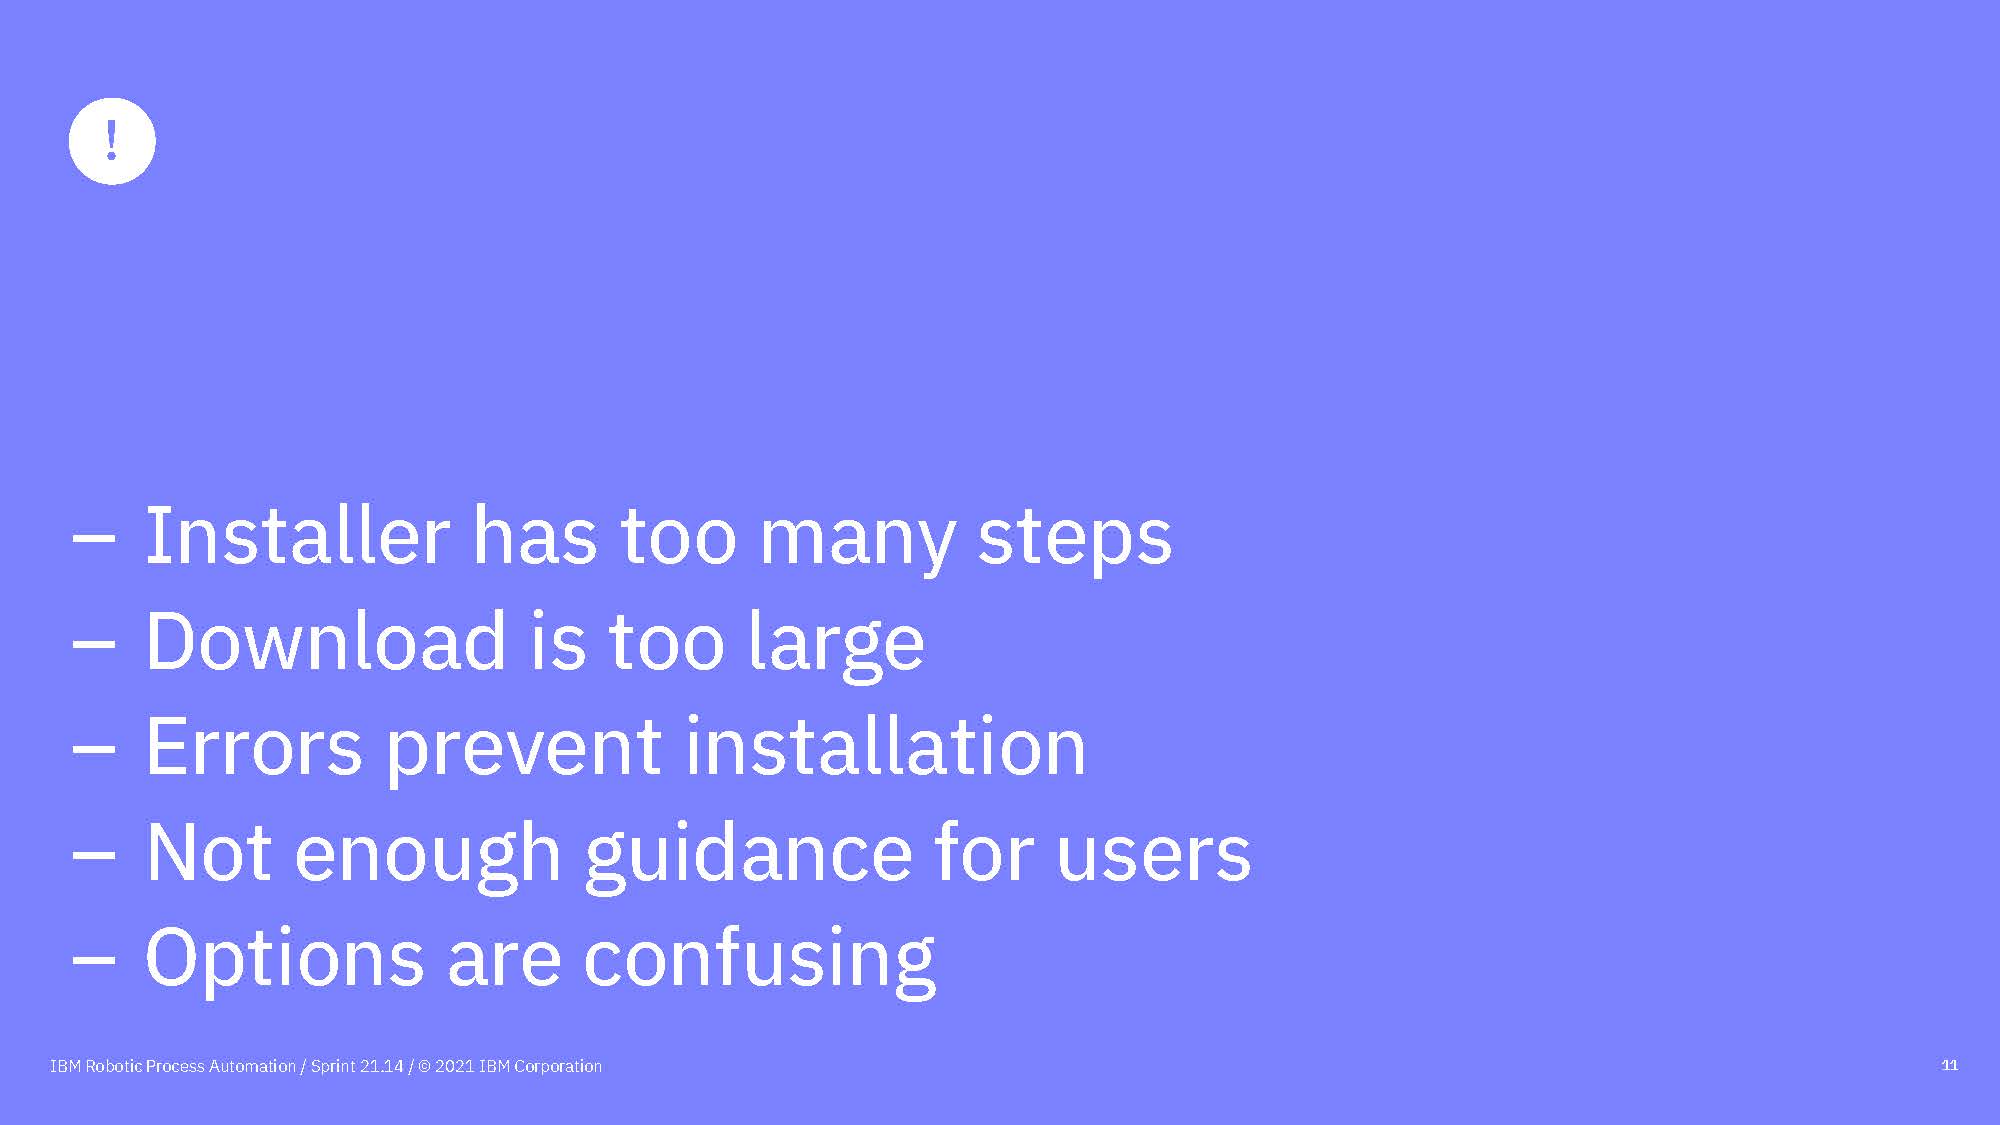 !
– Installer has too many steps
– Download is too large
– Errors prevent installation
– Not enough guidance for users
– Options are confusing
IBM Robotic Process Automation / Sprint 21.14 / © 2021 IBM Corporation
11